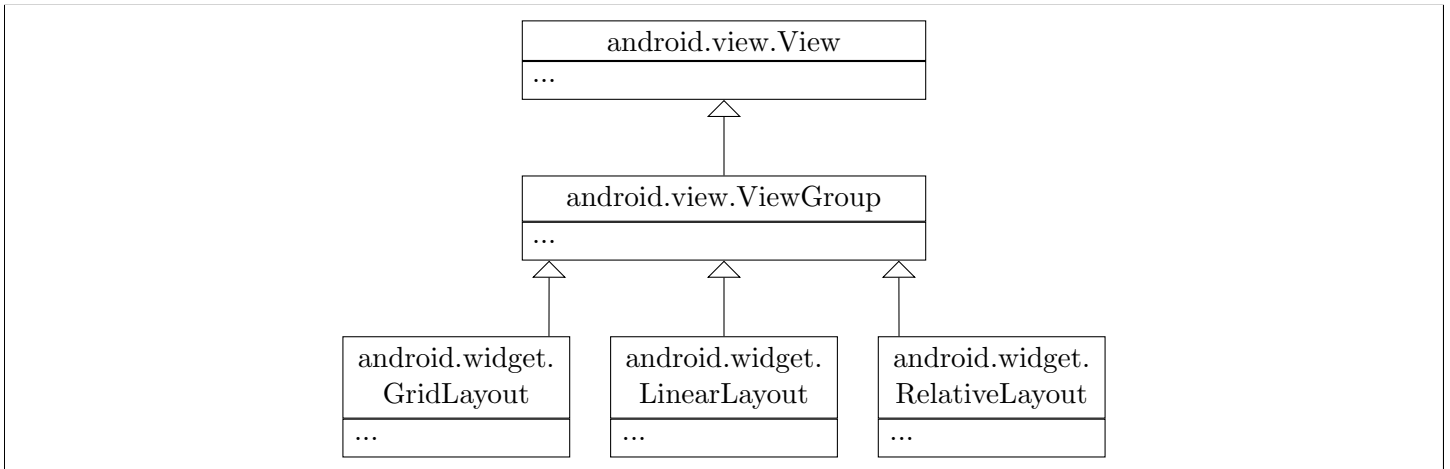 android.view.View
...
android.view.ViewGroup
...
android.widget.
GridLayout
...
android.widget.
LinearLayout
...
android.widget.
RelativeLayout
...